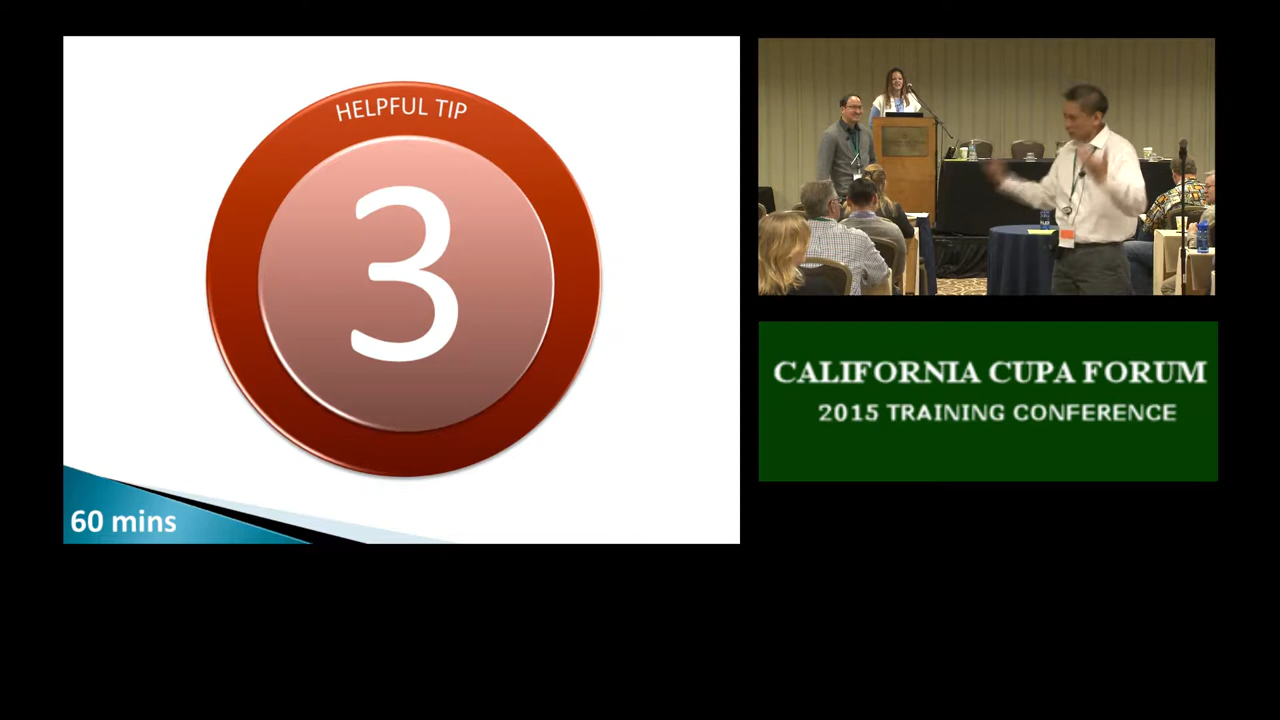 HELPFUL TIP
3
60 mins
CALIFORNIA CUPA FORUM
2015 TRAINING CONFERENCE